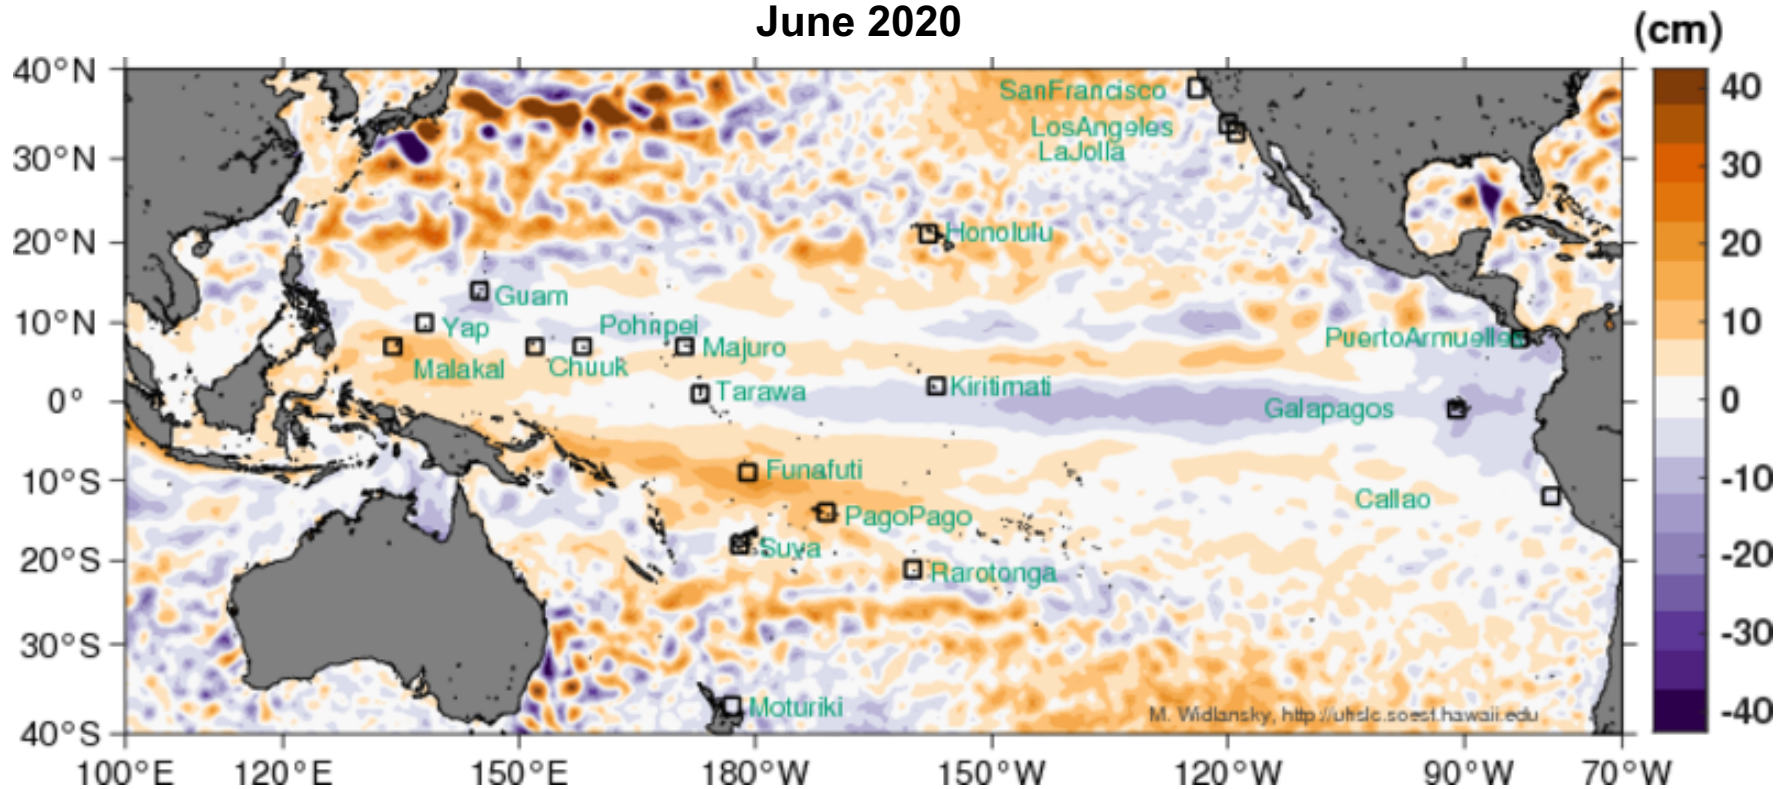 June 2020
(cm)
40°N
30°N
20°N
10°N
0°
10°S
20°S
30°S
40°S
SanFrancisco
LosAngeles
LaJolla
Honolulu
Guam
Yap
Pohnpei
PuertoArmuelles
Malakal
Chuuk
Majuro
Tarawa
Kiritimati
Galapagos
Funafuti
Callao
PagoPago
Suva
Rarotonga
Moturiki
M. Widlansky, http://uhslc.soest.hawaii.edu
100°E 120°E 150°E 180°W 150°W 120°W 90°W 70°W
40
30
20
10
0
-10
-20
-30
-40